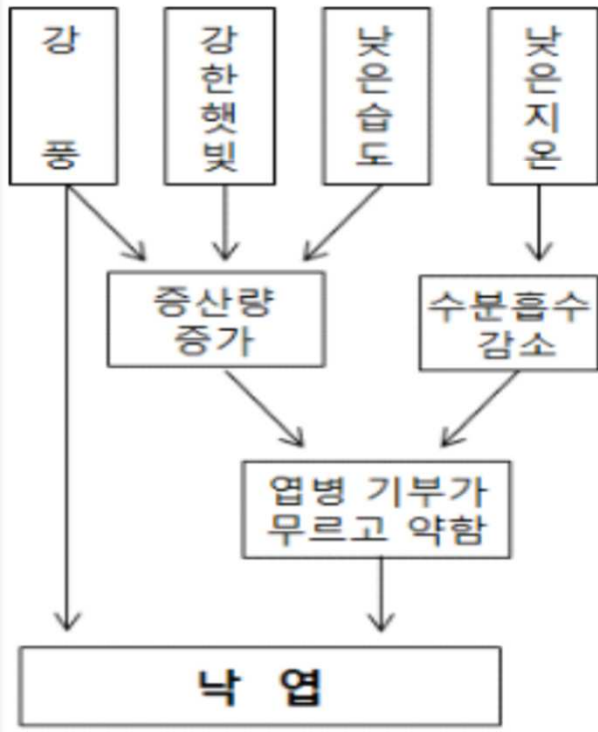 강풍
강한햇빛
낮은습도
낮은지온
증산량
증가
수분흡수
감소
엽병 기부가
무르고 약함
낙 엽